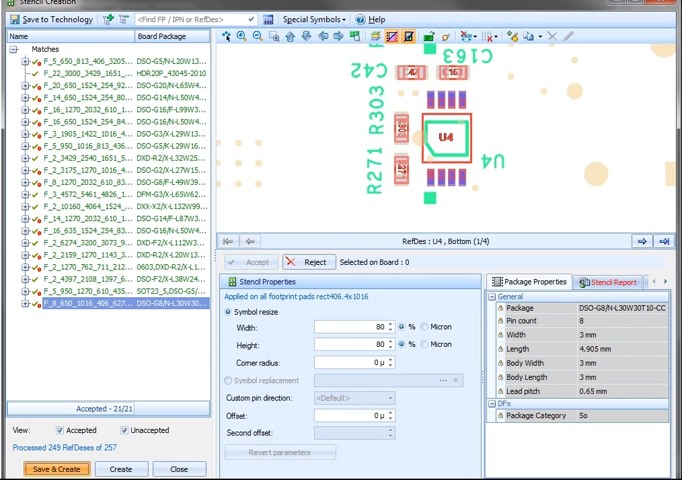 Stencil Creation
Save to Technology
<Find FP / IPN or RefDes>
Special Symbols
Help
Name
Board Package
Matches
F_5_650_813_406_3205... DSO-G5/N-L20W13...
F_22_3000_3429_1651_... HDR20P_43045-2010
F_20_650_1524_254_92... DSO-G20/N-L65W4...
F_14_650_1524_254_80... DSO-G14/N-L50W4...
F_16_1270_2032_610_1... DSO-G16/F-L99W3...
F_16_650_1524_254_84... DSO-G16/N-L50W4...
F_3_1905_1422_1016_4... DSO-G3/K-L29W13...
F_5_950_1016_813_436... DSO-G5/K-L29W16...
F_2_3429_2540_1651_5... DXD-R2/X-L32W25...
F_2_3175_1270_1016_4... DSO-G2/X-L27W16...
F_8_1270_2032_610_83... DSO-G8/F-L49W39...
F_3_4572_5461_4826_1... DFM-G3/X-L65W62...
F_2_10160_4064_1524_... DXX-X2/X-L132W99...
F_14_1270_2032_610_1... DSO-G14/F-L87W3...
F_2_6274_3200_3073_9... DXD-F2/X-L112W3...
F_2_2159_1270_1143_3... DXD-F2/X-L20W12...
F_2_1270_762_711_212... 0603,DXD-R2/X-L1...
F_2_4397_2108_1397_6... DXD-F2/X-L45W15...
F_5_950_1270_610_435... SOT23_5,DSO-G5/...
F_8_650_1016_406_627... DSO-G8/N-L30W30...
Accepted - 21/21
View:
Accepted
Unaccepted
Processed 249 RefDeses of 257
Save & Create
Create
Close
C42
C163
R303
R271
U4
U4
RefDes : U4 , Bottom (1/4)
Accept
Reject
Selected on Board : 0
Stencil Properties
Applied on all footprint pads rect406.4x1016
Symbol resize
Width: 80 % Micron
Height: 80 % Micron
Corner radius: 0 µ
Symbol replacement
Custom pin direction: <Default>
Offset: 0 µ
Second offset:
Revert parameters
Package Properties
Stencil Report
General
Package DSO-G8/N-L30W30T10-CC
Pin count 8
Width 3 mm
Length 4.905 mm
Body Width 3 mm
Body Length 3 mm
Lead pitch 0.65 mm
DFx
Package Category So